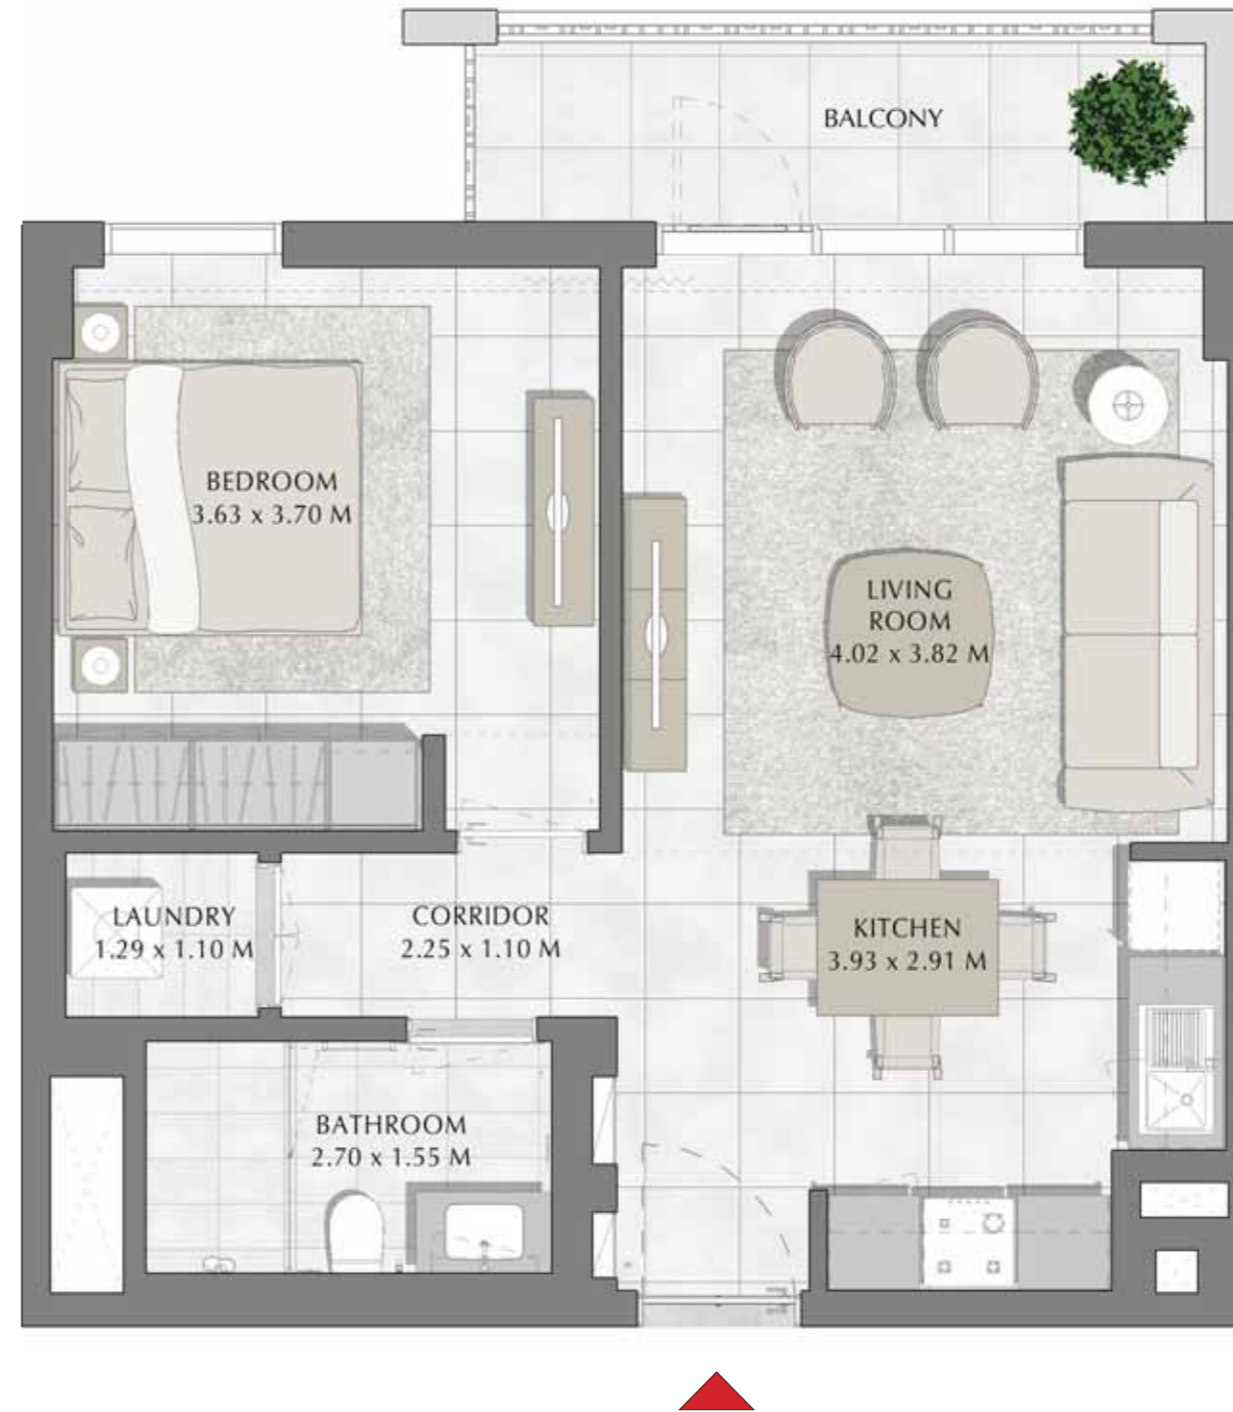 BALCONY
BEDROOM
3.63 x 3.70 M
LIVING
ROOM
4.02 x 3.82 M
LAUNDRY
1.29 x 1.10 M
CORRIDOR
2.25 x 1.10 M
KITCHEN
3.93 x 2.91 M
BATHROOM
2.70 x 1.55 M